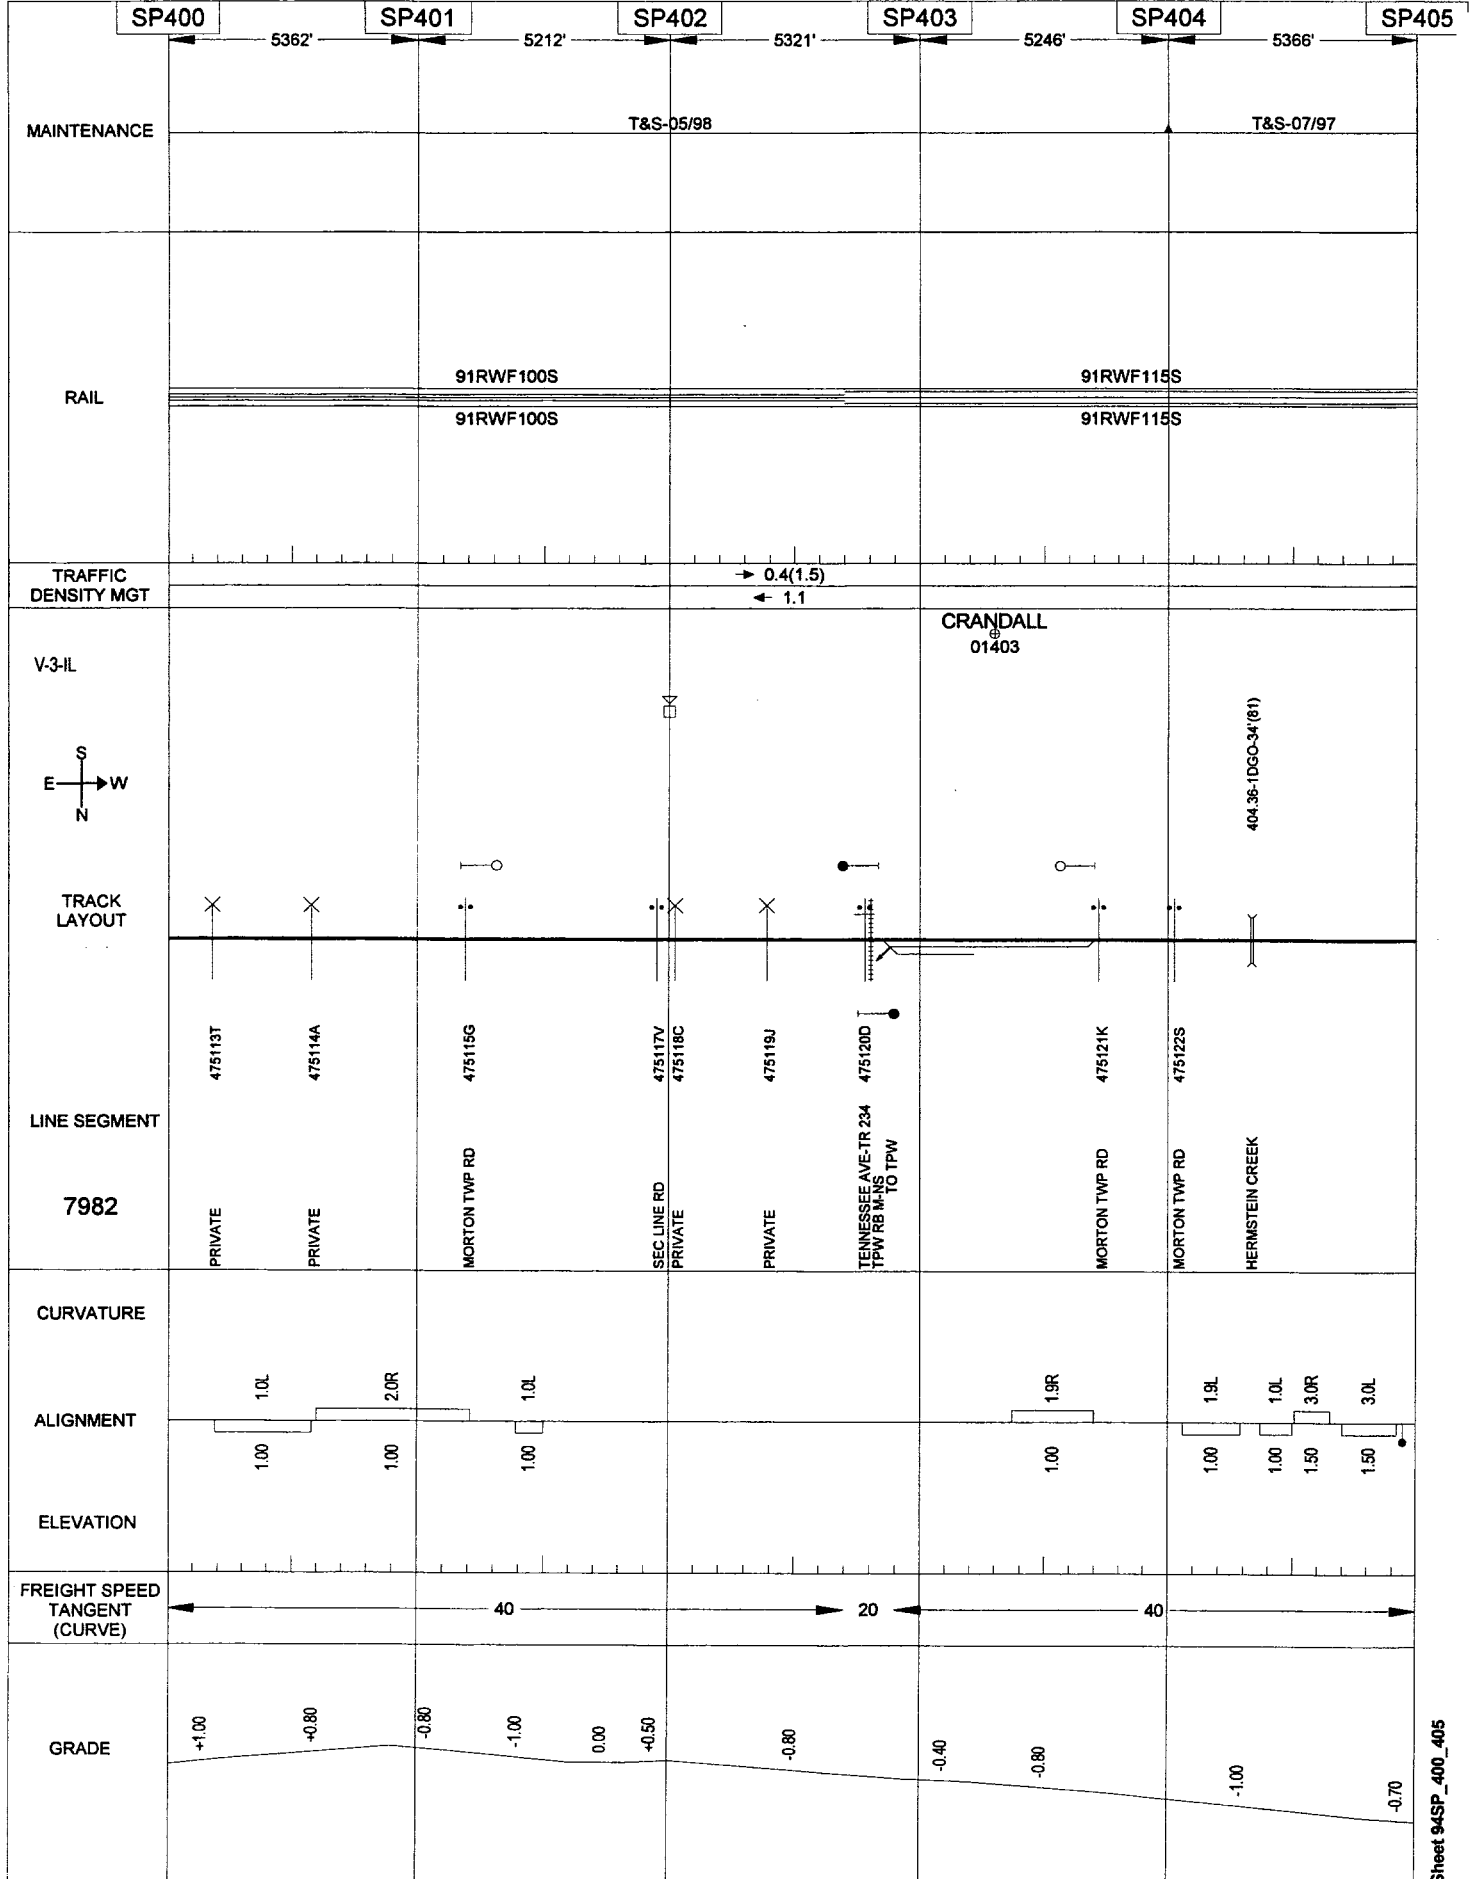 SP400 SP401 SP402 SP403 SP404 SP405
5362' 5212' 5321' 5246' 5366'
MAINTENANCE
T&S-05/98 T&S-07/97
RAIL
91RWF100S 91RWF115S
91RWF100S 91RWF115S
TRAFFIC
DENSITY MGT
0.4(1.5)
1.1
CRANDALL
01403
V-3-IL
S
E W
N
404.36-1DGO-34'(81)
TRACK
LAYOUT
475113T
475114A
475115G
475117V
475118C
475119J
475120D
475121K
475122S
LINE SEGMENT
7982
PRIVATE
PRIVATE
MORTON TWP RD
SEC LINE RD
PRIVATE
PRIVATE
TENNESSEE AVE-TR 234
TPW RB M-NS
TO TPW
MORTON TWP RD
MORTON TWP RD
HERMSTEIN CREEK
CURVATURE
1.0L 2.0R 1.0L 1.9R 1.9L 1.0L 3.0R 3.0L
ALIGNMENT
1.00 1.00 1.00 1.00 1.00 1.00 1.50 1.50
ELEVATION
FREIGHT SPEED
TANGENT
(CURVE)
40 20 40
GRADE
+1.00 +0.80 -0.80 -1.00 0.00 +0.50 -0.80 -0.40 -0.80 -1.00 -0.70
Sheet 94SP_400_405